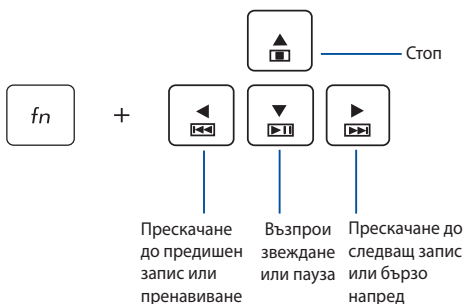 Стоп
fn
+
Прескачане
до предишен
запис или
пренавиване
Възпрои
звеждане
или пауза
Прескачане до
следващ запис
или бързо
напред